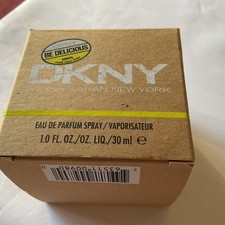 BE DELICIOUS
DKNY
DONNA KARAN NEW YORK
EAU DE PARFUM SPRAY/VAPORISATEUR
1.0 FL. OZ./OZ. LIQ./30 ml e